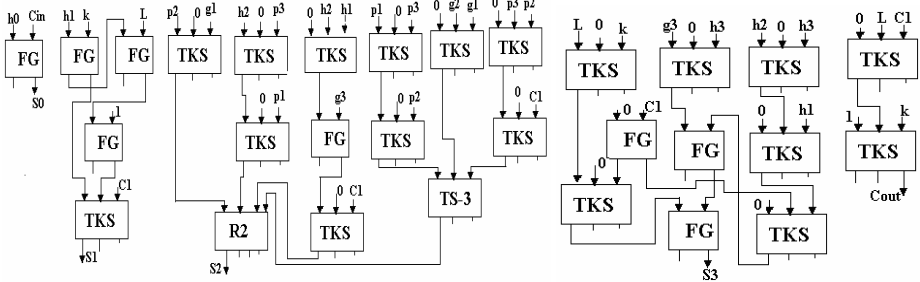 h0 Cin
FG
S0
h1 k
FG
L
FG
1
FG
C1
TKS
S1
p2 0 g1
TKS
h2 0 p3
TKS
0 p1
TKS
0 h2 h1
TKS
g3
FG
0 C1
TKS
R2
S2
p1 0 p3
TKS
0 p2
TKS
0 g2 g1
TKS
0 p3 p2
TKS
0 C1
TKS
TS-3
L 0 k
TKS
0 C1
FG
0
TKS
g3 0 h3
TKS
FG
FG
S3
h2 0 h3
TKS
0 h1
TKS
0
TKS
0 L C1
TKS
1 k
TKS
Cout